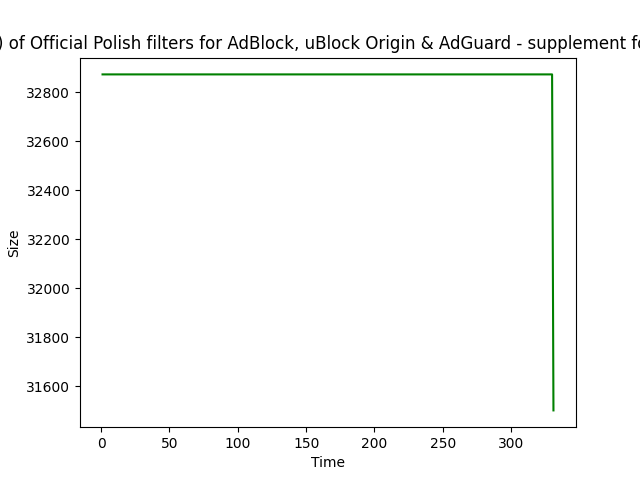 ) of Official Polish filters for AdBlock, uBlock Origin & AdGuard - supplement fo
32800
32600
32400
32200
32000
31800
31600
Size
0 50 100 150 200 250 300
Time